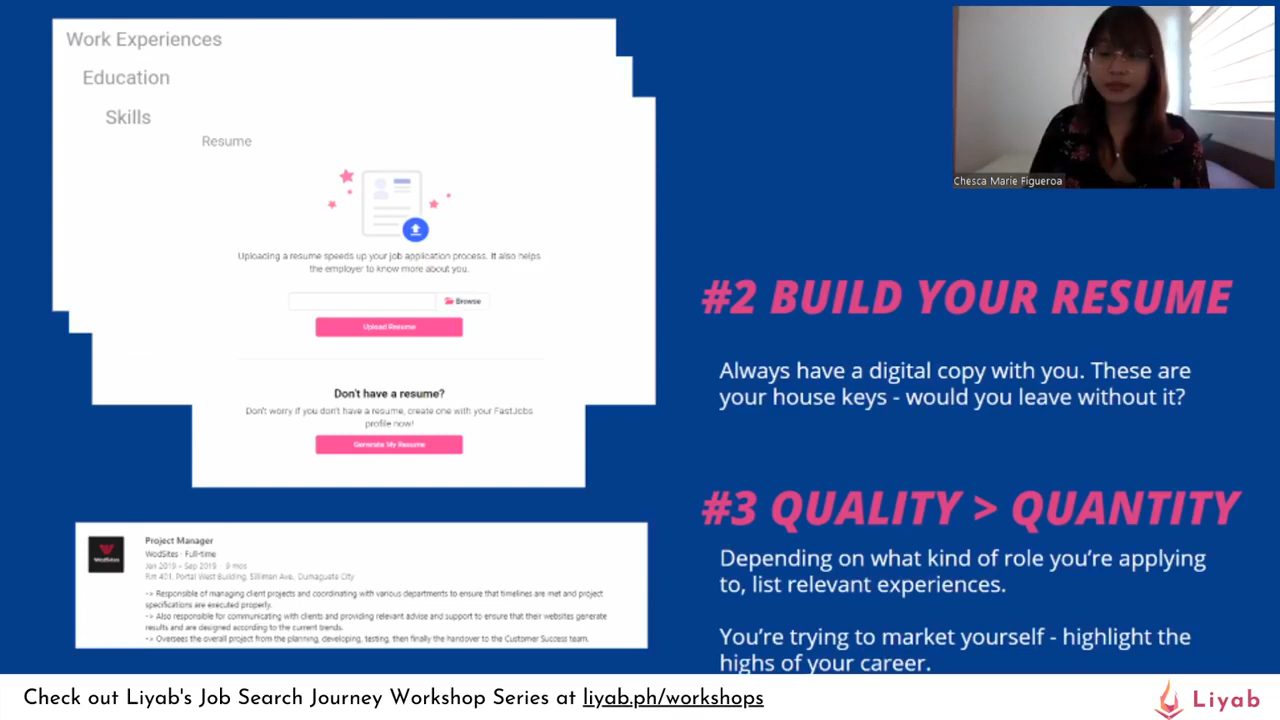 Work Experiences
Education
Skills
Resume
Uploading a resume speeds up your job application process. It also helps
the employer to know more about you.
Browse
Upload Resume
Don't have a resume?
Don't worry if you don't have a resume, create one with your FastJobs
profile now!
Generate My Resume
WodSites
Project Manager
WodSites · Full-time
Jan 2019 – Sep 2019 · 9 mos
Rm 401, Portal West Building, Silliman Ave, Dumaguete City
-> Responsible of managing client projects and coordinating with various departments to ensure that timelines are met and project
specifications are executed properly.
-> Also responsible for communicating with clients and providing relevant advise and support to ensure that their websites generate
results and are designed according to the current trends.
-> Oversees the overall project from the planning, developing, testing, then finally the handover to the Customer Success team.
Chesca Marie Figueroa
#2 BUILD YOUR RESUME
Always have a digital copy with you. These are
your house keys - would you leave without it?
#3 QUALITY > QUANTITY
Depending on what kind of role you're applying
to, list relevant experiences.
You're trying to market yourself - highlight the
highs of your career.
Check out Liyab's Job Search Journey Workshop Series at liyab.ph/workshops
Liyab